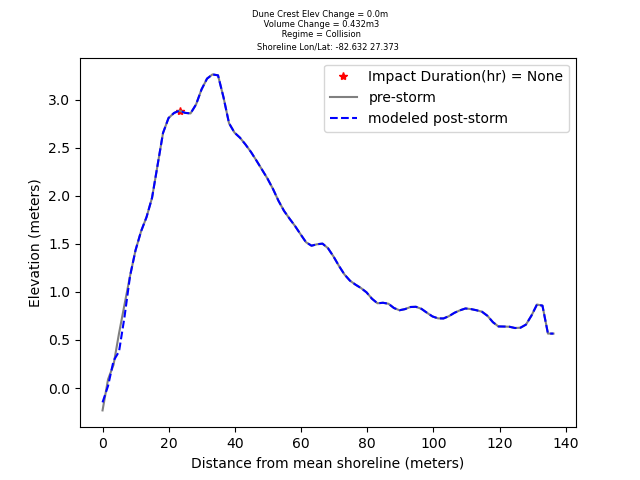 Dune Crest Elev Change = 0.0m
Volume Change = 0.432m3
Regime = Collision
Shoreline Lon/Lat: -82.632 27.373
Impact Duration(hr) = None
pre-storm
modeled post-storm
Elevation (meters)
3.0
2.5
2.0
1.5
1.0
0.5
0.0
0 20 40 60 80 100 120 140
Distance from mean shoreline (meters)